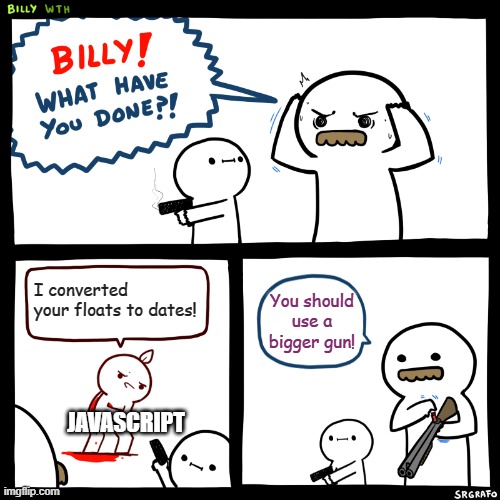 BILLY WTH
BILLY!
WHAT HAVE
YOU DONE?!
I converted
your floats to dates!
JAVASCRIPT
You should
use a
bigger gun!
imgflip.com
SRGRAFO